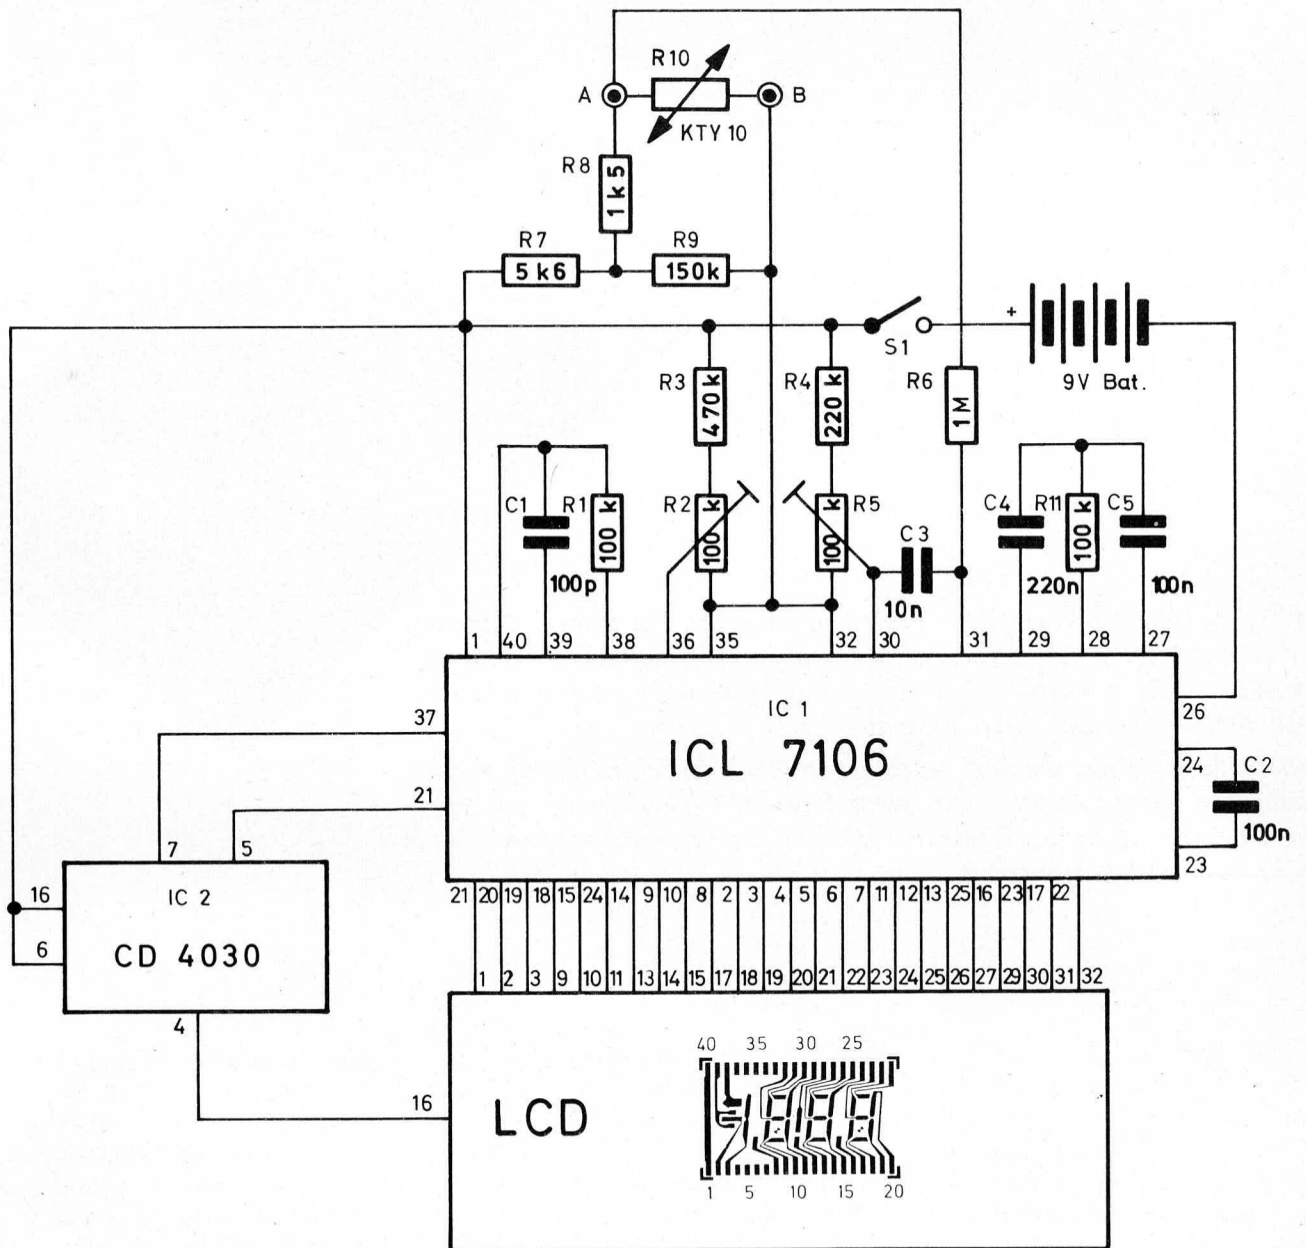 R10
A
B
KTY 10
R8
1k5
R7
R9
5k6
150k
+
S1
9V Bat.
R3
470k
R4
220k
R6
1M
C1
R1
100k
100p
R2
100k
R5
100k
C3
10n
C4
R11
C5
100k
220n
100n
1 40 39 38 36 35 32 30 31 29 28 27
IC 1
ICL 7106
37
21
26
24
C2
100n
23
7 5
IC 2
CD 4030
16
6
4
21 20 19 18 15 24 14 9 10 8 2 3 4 5 6 7 11 12 13 25 16 23 17 22
1 2 3 9 10 11 13 14 15 17 18 19 20 21 22 23 24 25 26 27 29 30 31 32
16
LCD
40 35 30 25
1 5 10 15 20